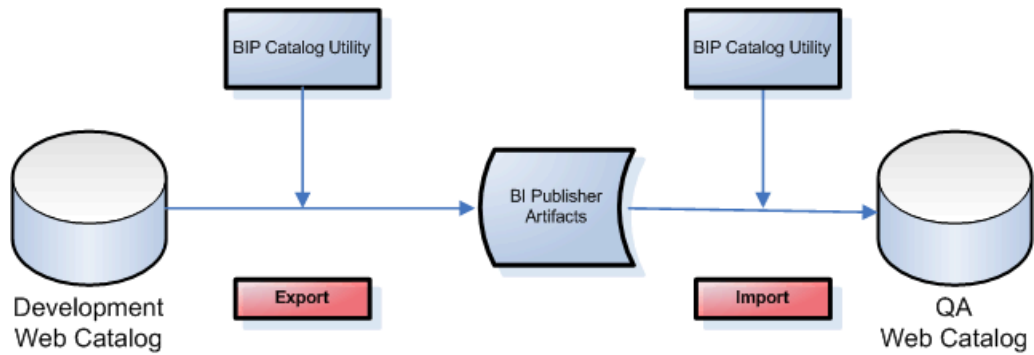 BIP Catalog Utility
BIP Catalog Utility
BI Publisher
Artifacts
Export
Import
Development
Web Catalog
QA
Web Catalog